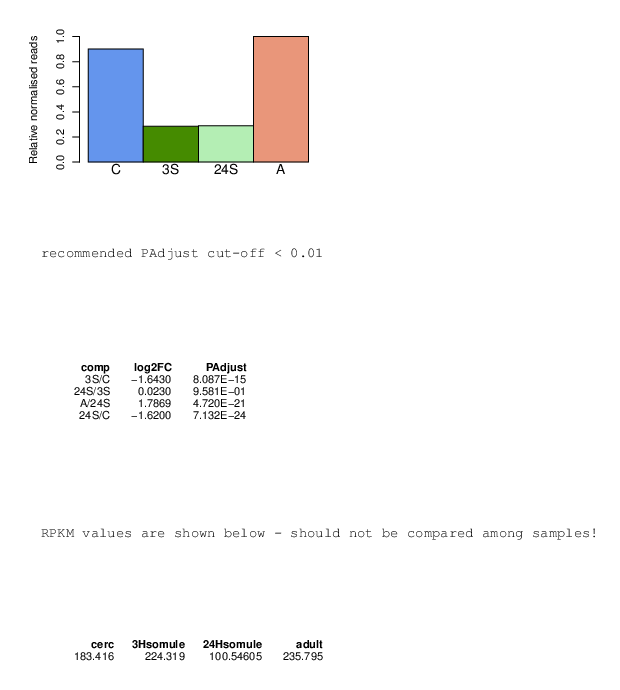 Relative normalised reads
1.0
0.8
0.6
0.4
0.2
0.0
C 3S 24S A
recommended PAdjust cut-off < 0.01
comp log2FC PAdjust
3S/C −1.6430 8.087E−15
24S/3S 0.0230 9.581E−01
A/24S 1.7869 4.720E−21
24S/C −1.6200 7.132E−24
RPKM values are shown below - should not be compared among samples!
cerc 3Hsomule 24Hsomule adult
183.416 224.319 100.54605 235.795